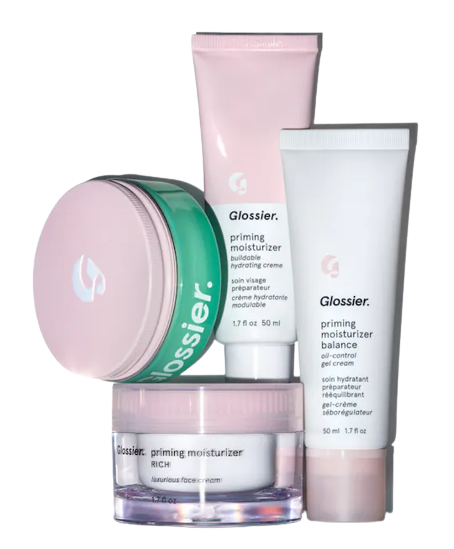 Glossier.
priming
moisturizer
buildable
hydrating creme
soin visage
préparateur
crème hydratante
modulable
1.7 fl oz 50 ml
Glossier.
priming
moisturizer
balance
oil-control
gel cream
soin hydratant
préparateur
rééquilibrant
gel-crème
séborégulateur
50 ml 1.7 fl oz
Glossier.
Glossier.
priming moisturizer
RICH
luxurious face cream
1.7 fl oz